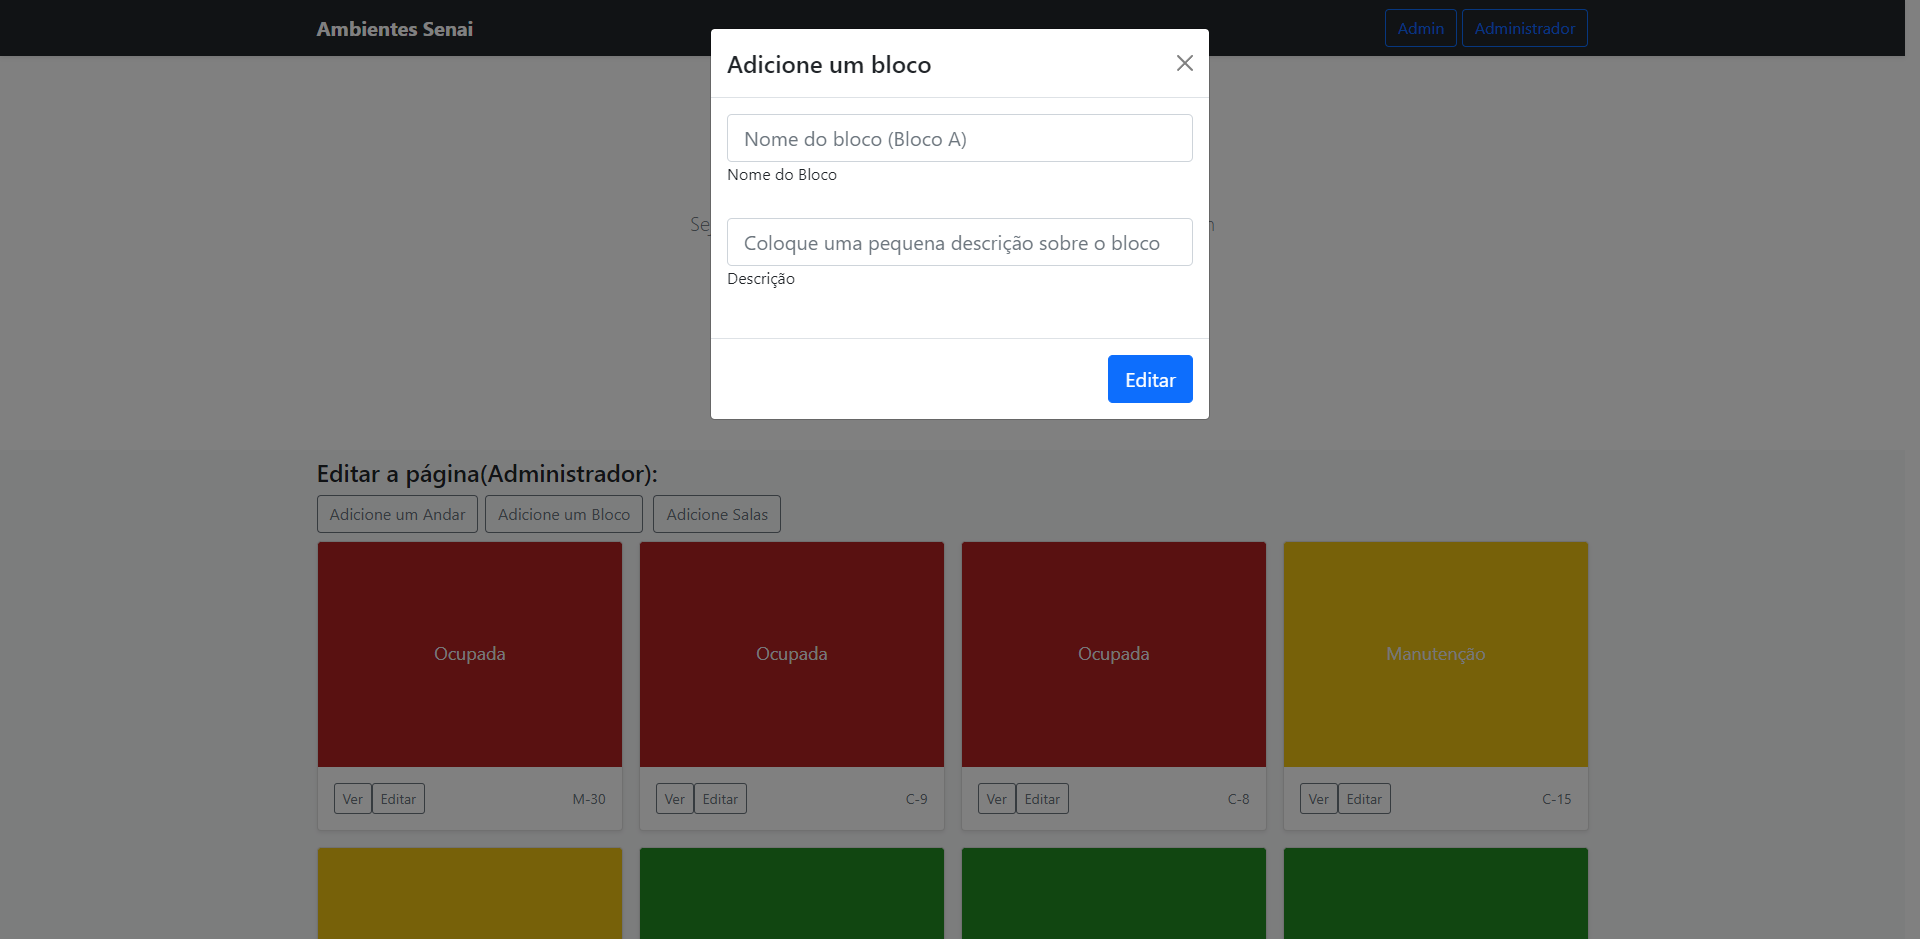 Ambientes Senai
Admin
Administrador
Adicione um bloco
Nome do bloco (Bloco A)
Nome do Bloco
Coloque uma pequena descrição sobre o bloco
Descrição
Editar
Editar a página(Administrador):
Adicione um Andar
Adicione um Bloco
Adicione Salas
Ocupada
Ocupada
Ocupada
Manutenção
Ver Editar M-30
Ver Editar C-9
Ver Editar C-8
Ver Editar C-15